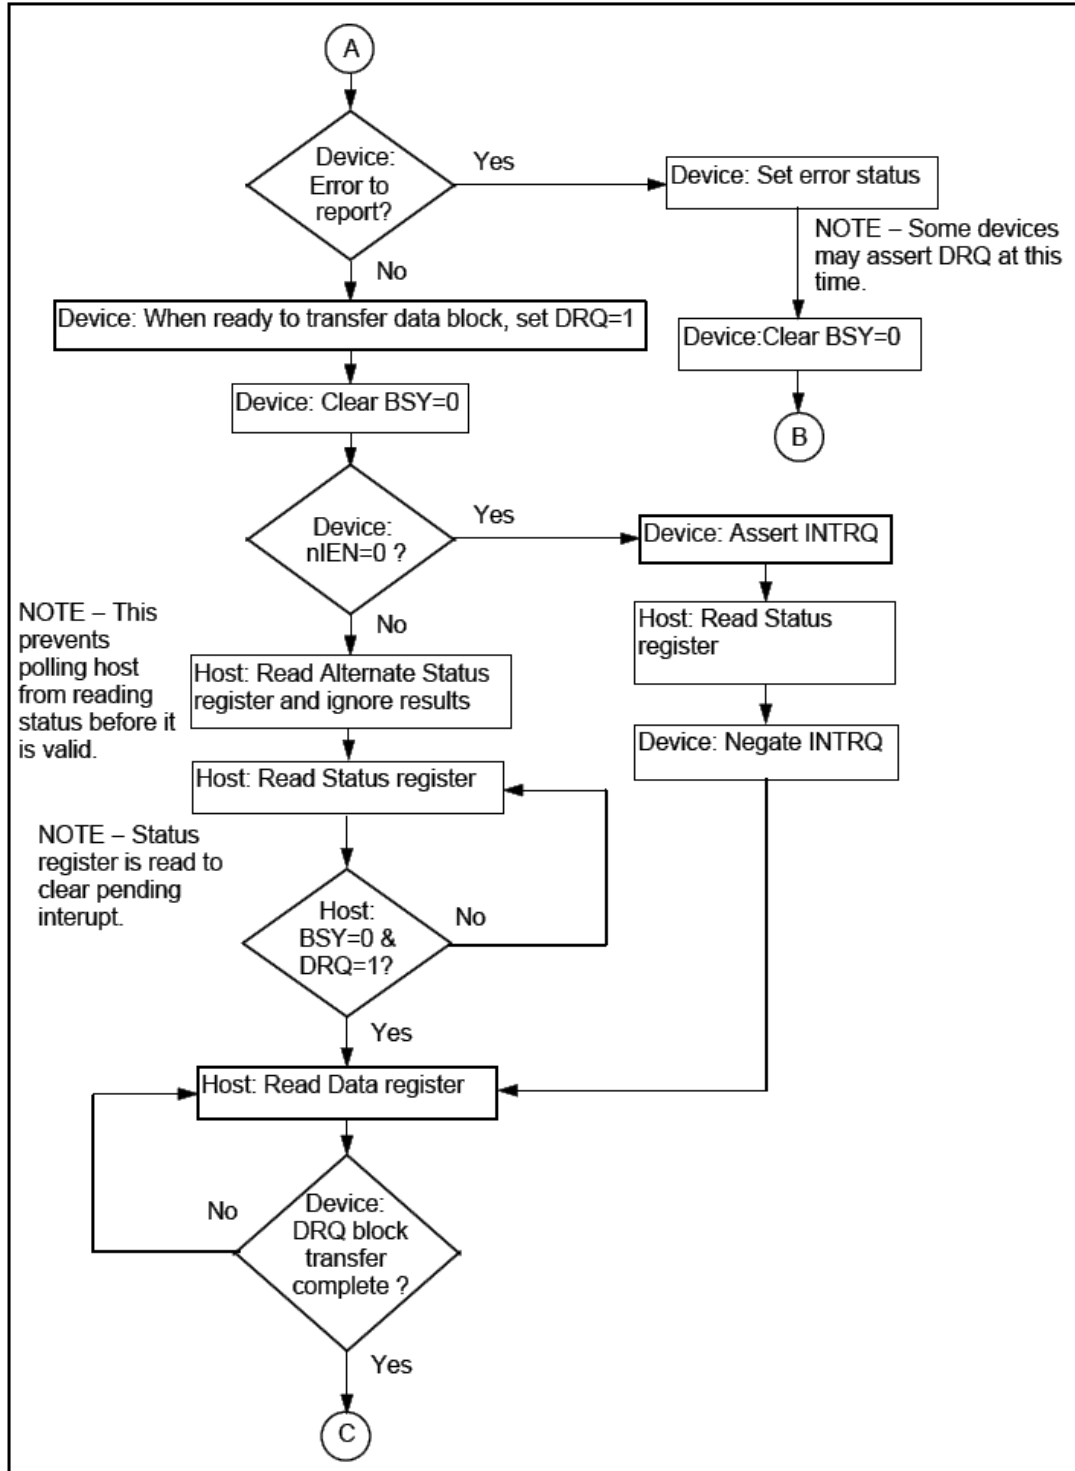 A
Device:
Error to
report?
Yes
Device: Set error status
NOTE – Some devices
may assert DRQ at this
time.
No
Device: When ready to transfer data block, set DRQ=1
Device:Clear BSY=0
Device: Clear BSY=0
B
Device:
nIEN=0 ?
Yes
Device: Assert INTRQ
Host: Read Status
register
NOTE – This
prevents
polling host
from reading
status before it
is valid.
No
Host: Read Alternate Status
register and ignore results
Device: Negate INTRQ
Host: Read Status register
NOTE – Status
register is read to
clear pending
interupt.
Host:
BSY=0 &
DRQ=1?
No
Yes
Host: Read Data register
No
Device:
DRQ block
transfer
complete ?
Yes
C